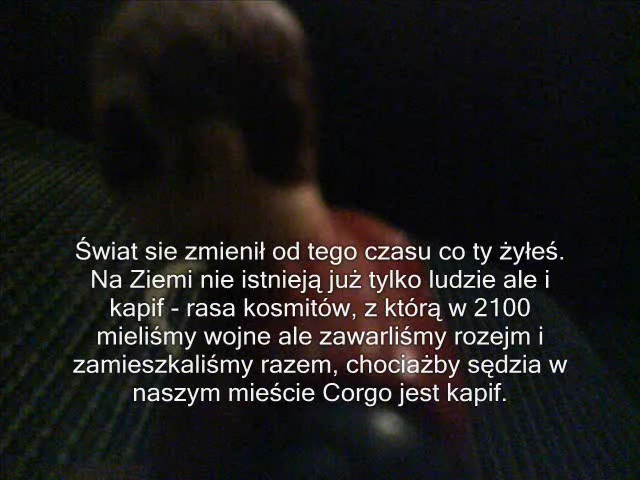 Świat sie zmienił od tego czasu co ty żyłeś.
Na Ziemi nie istnieją już tylko ludzie ale i
kapif - rasa kosmitów, z którą w 2100
mieliśmy wojne ale zawarliśmy rozejm i
zamieszkaliśmy razem, chociażby sędzia w
naszym mieście Corgo jest kapif.